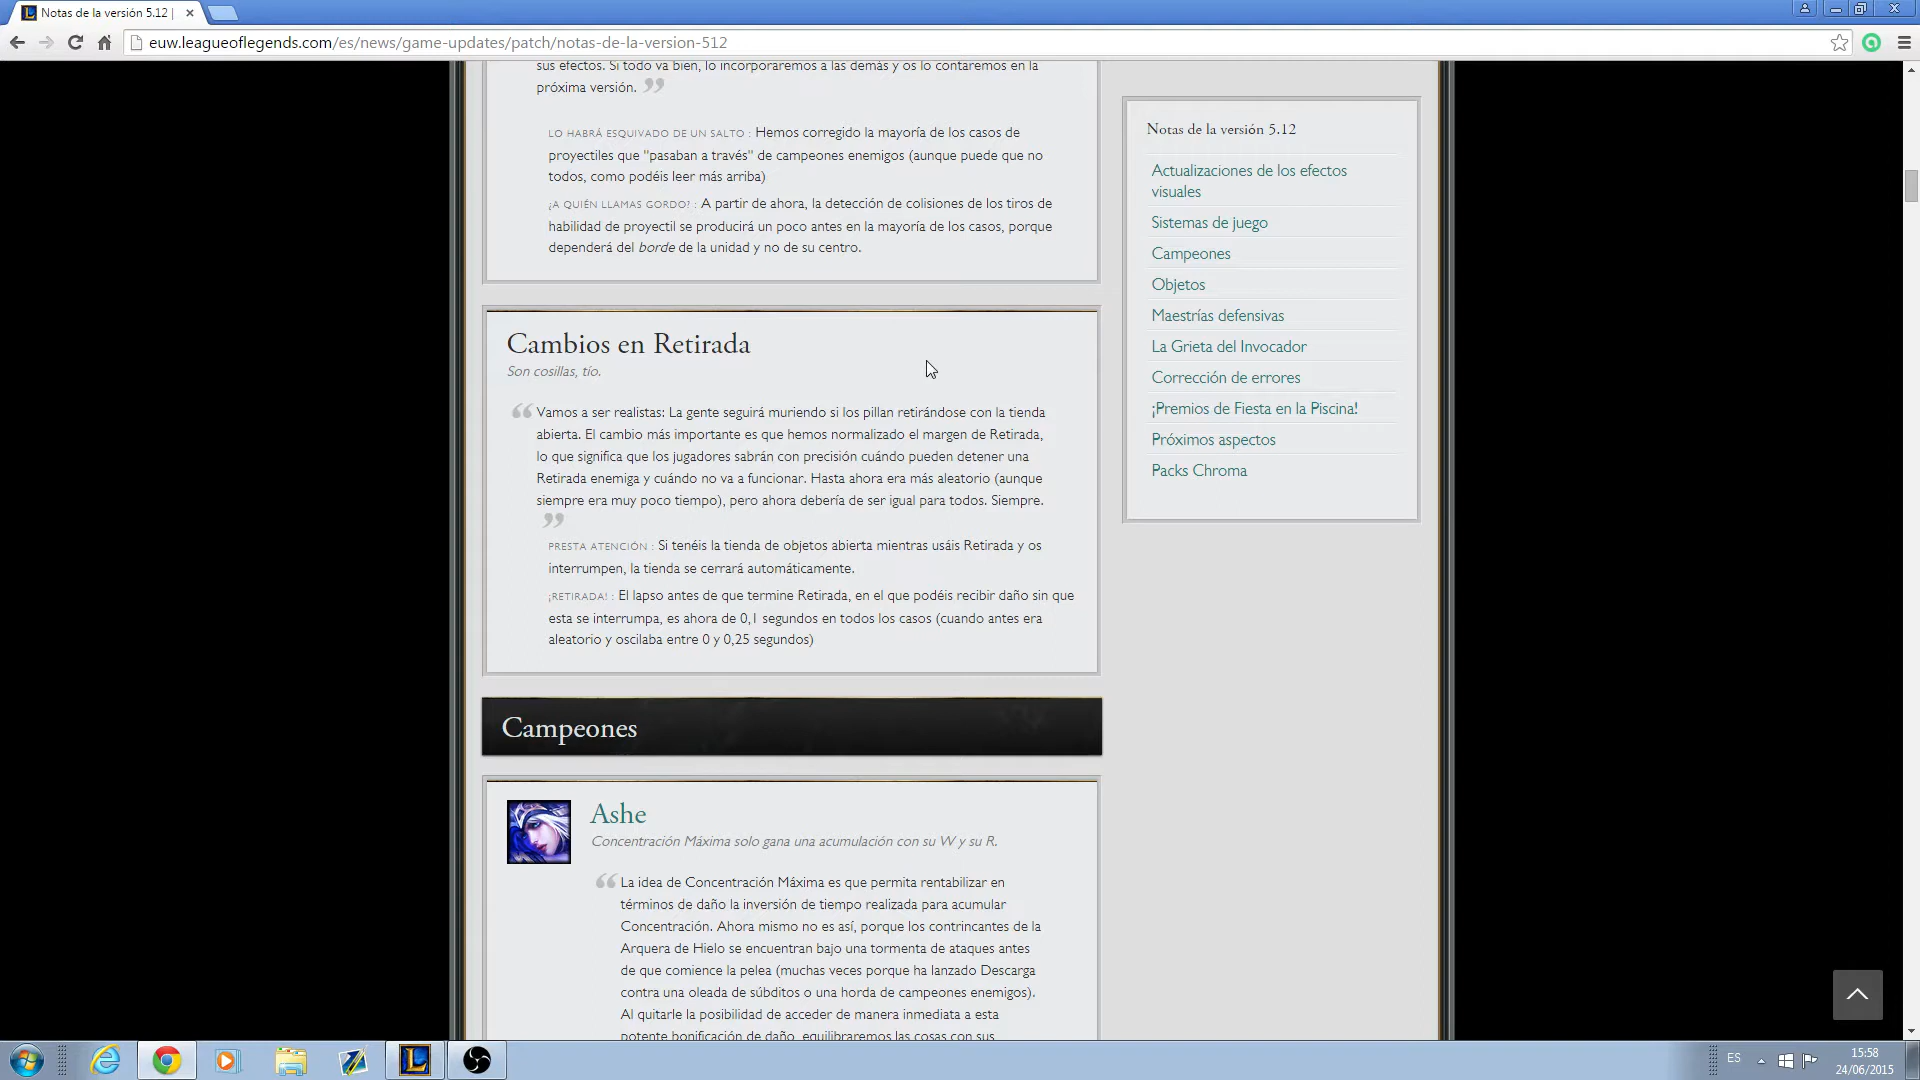 Notas de la versión 5.12 |
euw.leagueoflegends.com/es/news/game-updates/patch/notas-de-la-version-512
sus efectos. Si todo va bien, lo incorporaremos a las demás y os lo contaremos en la
próxima versión. ”
LO HABRÁ ESQUIVADO DE UN SALTO : Hemos corregido la mayoría de los casos de
proyectiles que "pasaban a través" de campeones enemigos (aunque puede que no
todos, como podéis leer más arriba)
¿A QUIÉN LLAMAS GORDO? : A partir de ahora, la detección de colisiones de los tiros de
habilidad de proyectil se producirá un poco antes en la mayoría de los casos, porque
dependerá del borde de la unidad y no de su centro.
Cambios en Retirada
Son cosillas, tío.
“ Vamos a ser realistas: La gente seguirá muriendo si los pillan retirándose con la tienda
abierta. El cambio más importante es que hemos normalizado el margen de Retirada,
lo que significa que los jugadores sabrán con precisión cuándo pueden detener una
Retirada enemiga y cuándo no va a funcionar. Hasta ahora era más aleatorio (aunque
siempre era muy poco tiempo), pero ahora debería de ser igual para todos. Siempre.
”
PRESTA ATENCIÓN : Si tenéis la tienda de objetos abierta mientras usáis Retirada y os
interrumpen, la tienda se cerrará automáticamente.
¡RETIRADA! : El lapso antes de que termine Retirada, en el que podéis recibir daño sin que
esta se interrumpa, es ahora de 0,1 segundos en todos los casos (cuando antes era
aleatorio y oscilaba entre 0 y 0,25 segundos)
Campeones
Ashe
Concentración Máxima solo gana una acumulación con su W y su R.
“ La idea de Concentración Máxima es que permita rentabilizar en
términos de daño la inversión de tiempo realizada para acumular
Concentración. Ahora mismo no es así, porque los contrincantes de la
Arquera de Hielo se encuentran bajo una tormenta de ataques antes
de que comience la pelea (muchas veces porque ha lanzado Descarga
contra una oleada de súbditos o una horda de campeones enemigos).
Al quitarle la posibilidad de acceder de manera inmediata a esta
potente bonificación de daño, equilibraremos las cosas con sus
Notas de la versión 5.12
Actualizaciones de los efectos
visuales
Sistemas de juego
Campeones
Objetos
Maestrías defensivas
La Grieta del Invocador
Corrección de errores
¡Premios de Fiesta en la Piscina!
Próximos aspectos
Packs Chroma
ES
15:58
24/06/2015